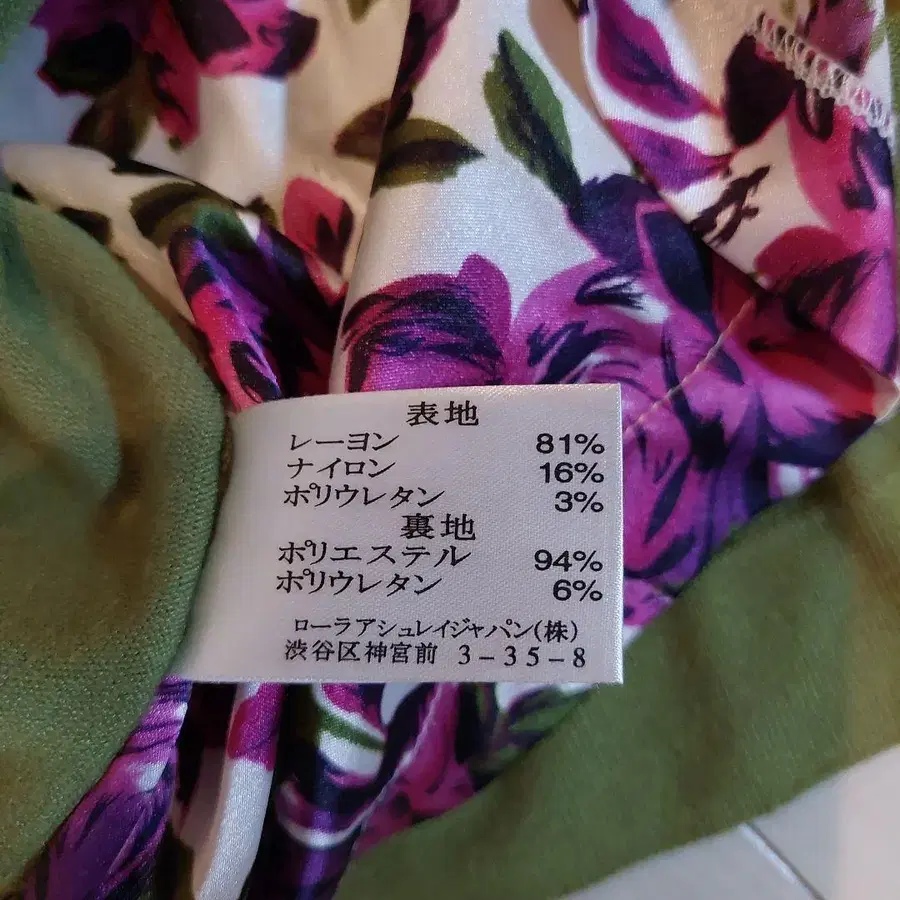 表地
レーヨン 81%
ナイロン 16%
ポリウレタン 3%
裏地
ポリエステル 94%
ポリウレタン 6%
ローラアシュレイジャパン(株)
渋谷区神宮前 3-35-8